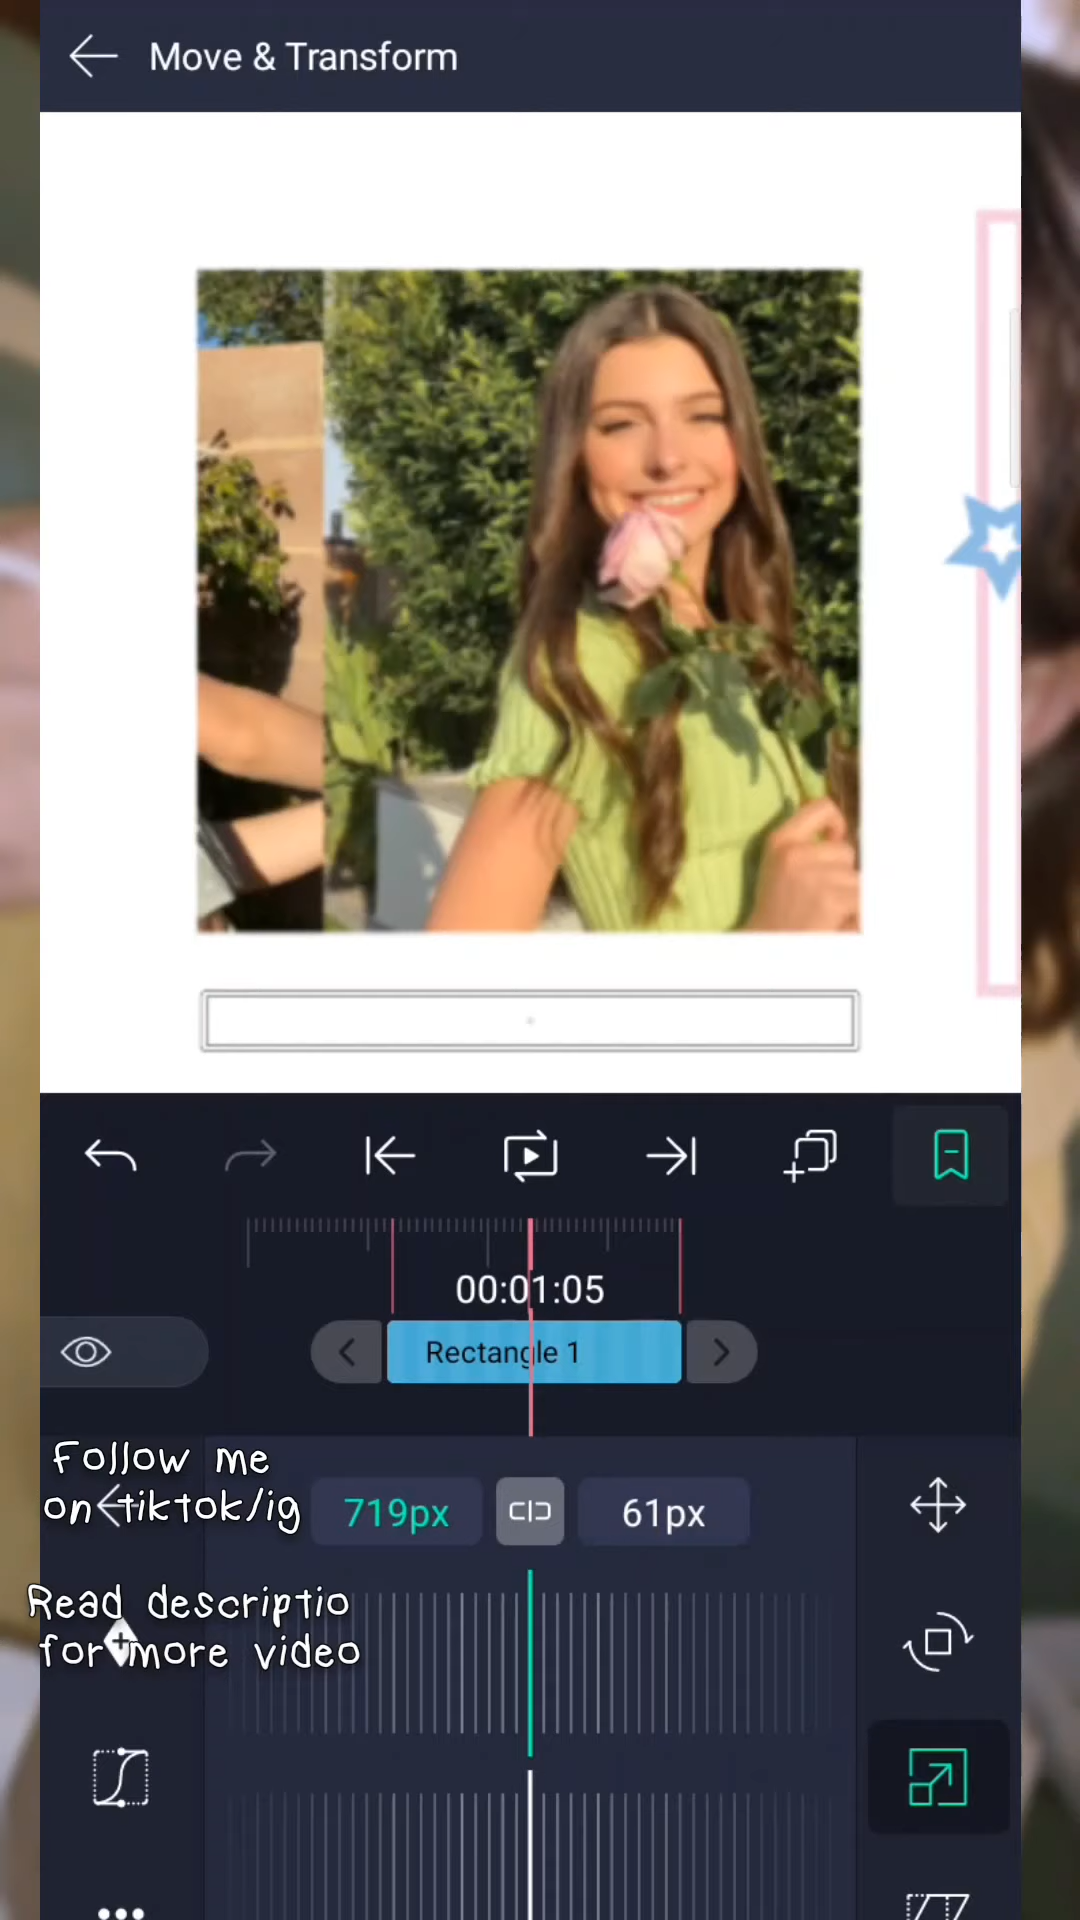 Move & Transform
00:01:05
Rectangle 1
Follow me
on tiktok/ig
719px
61px
Read descriptio
for more video